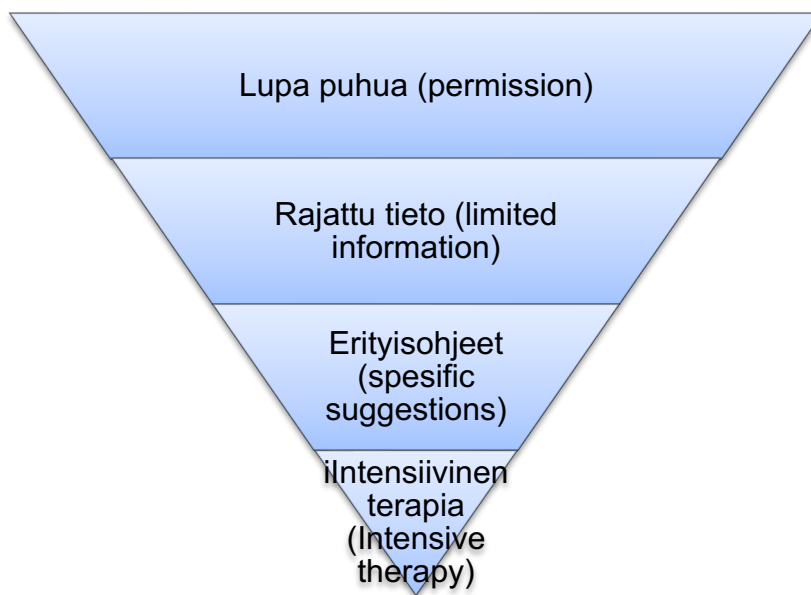 Lupa puhua (permission)
Rajattu tieto (limited
information)
Erityisohjeet
(spesific
suggestions)
iIntensiivinen
terapia
(Intensive
therapy)